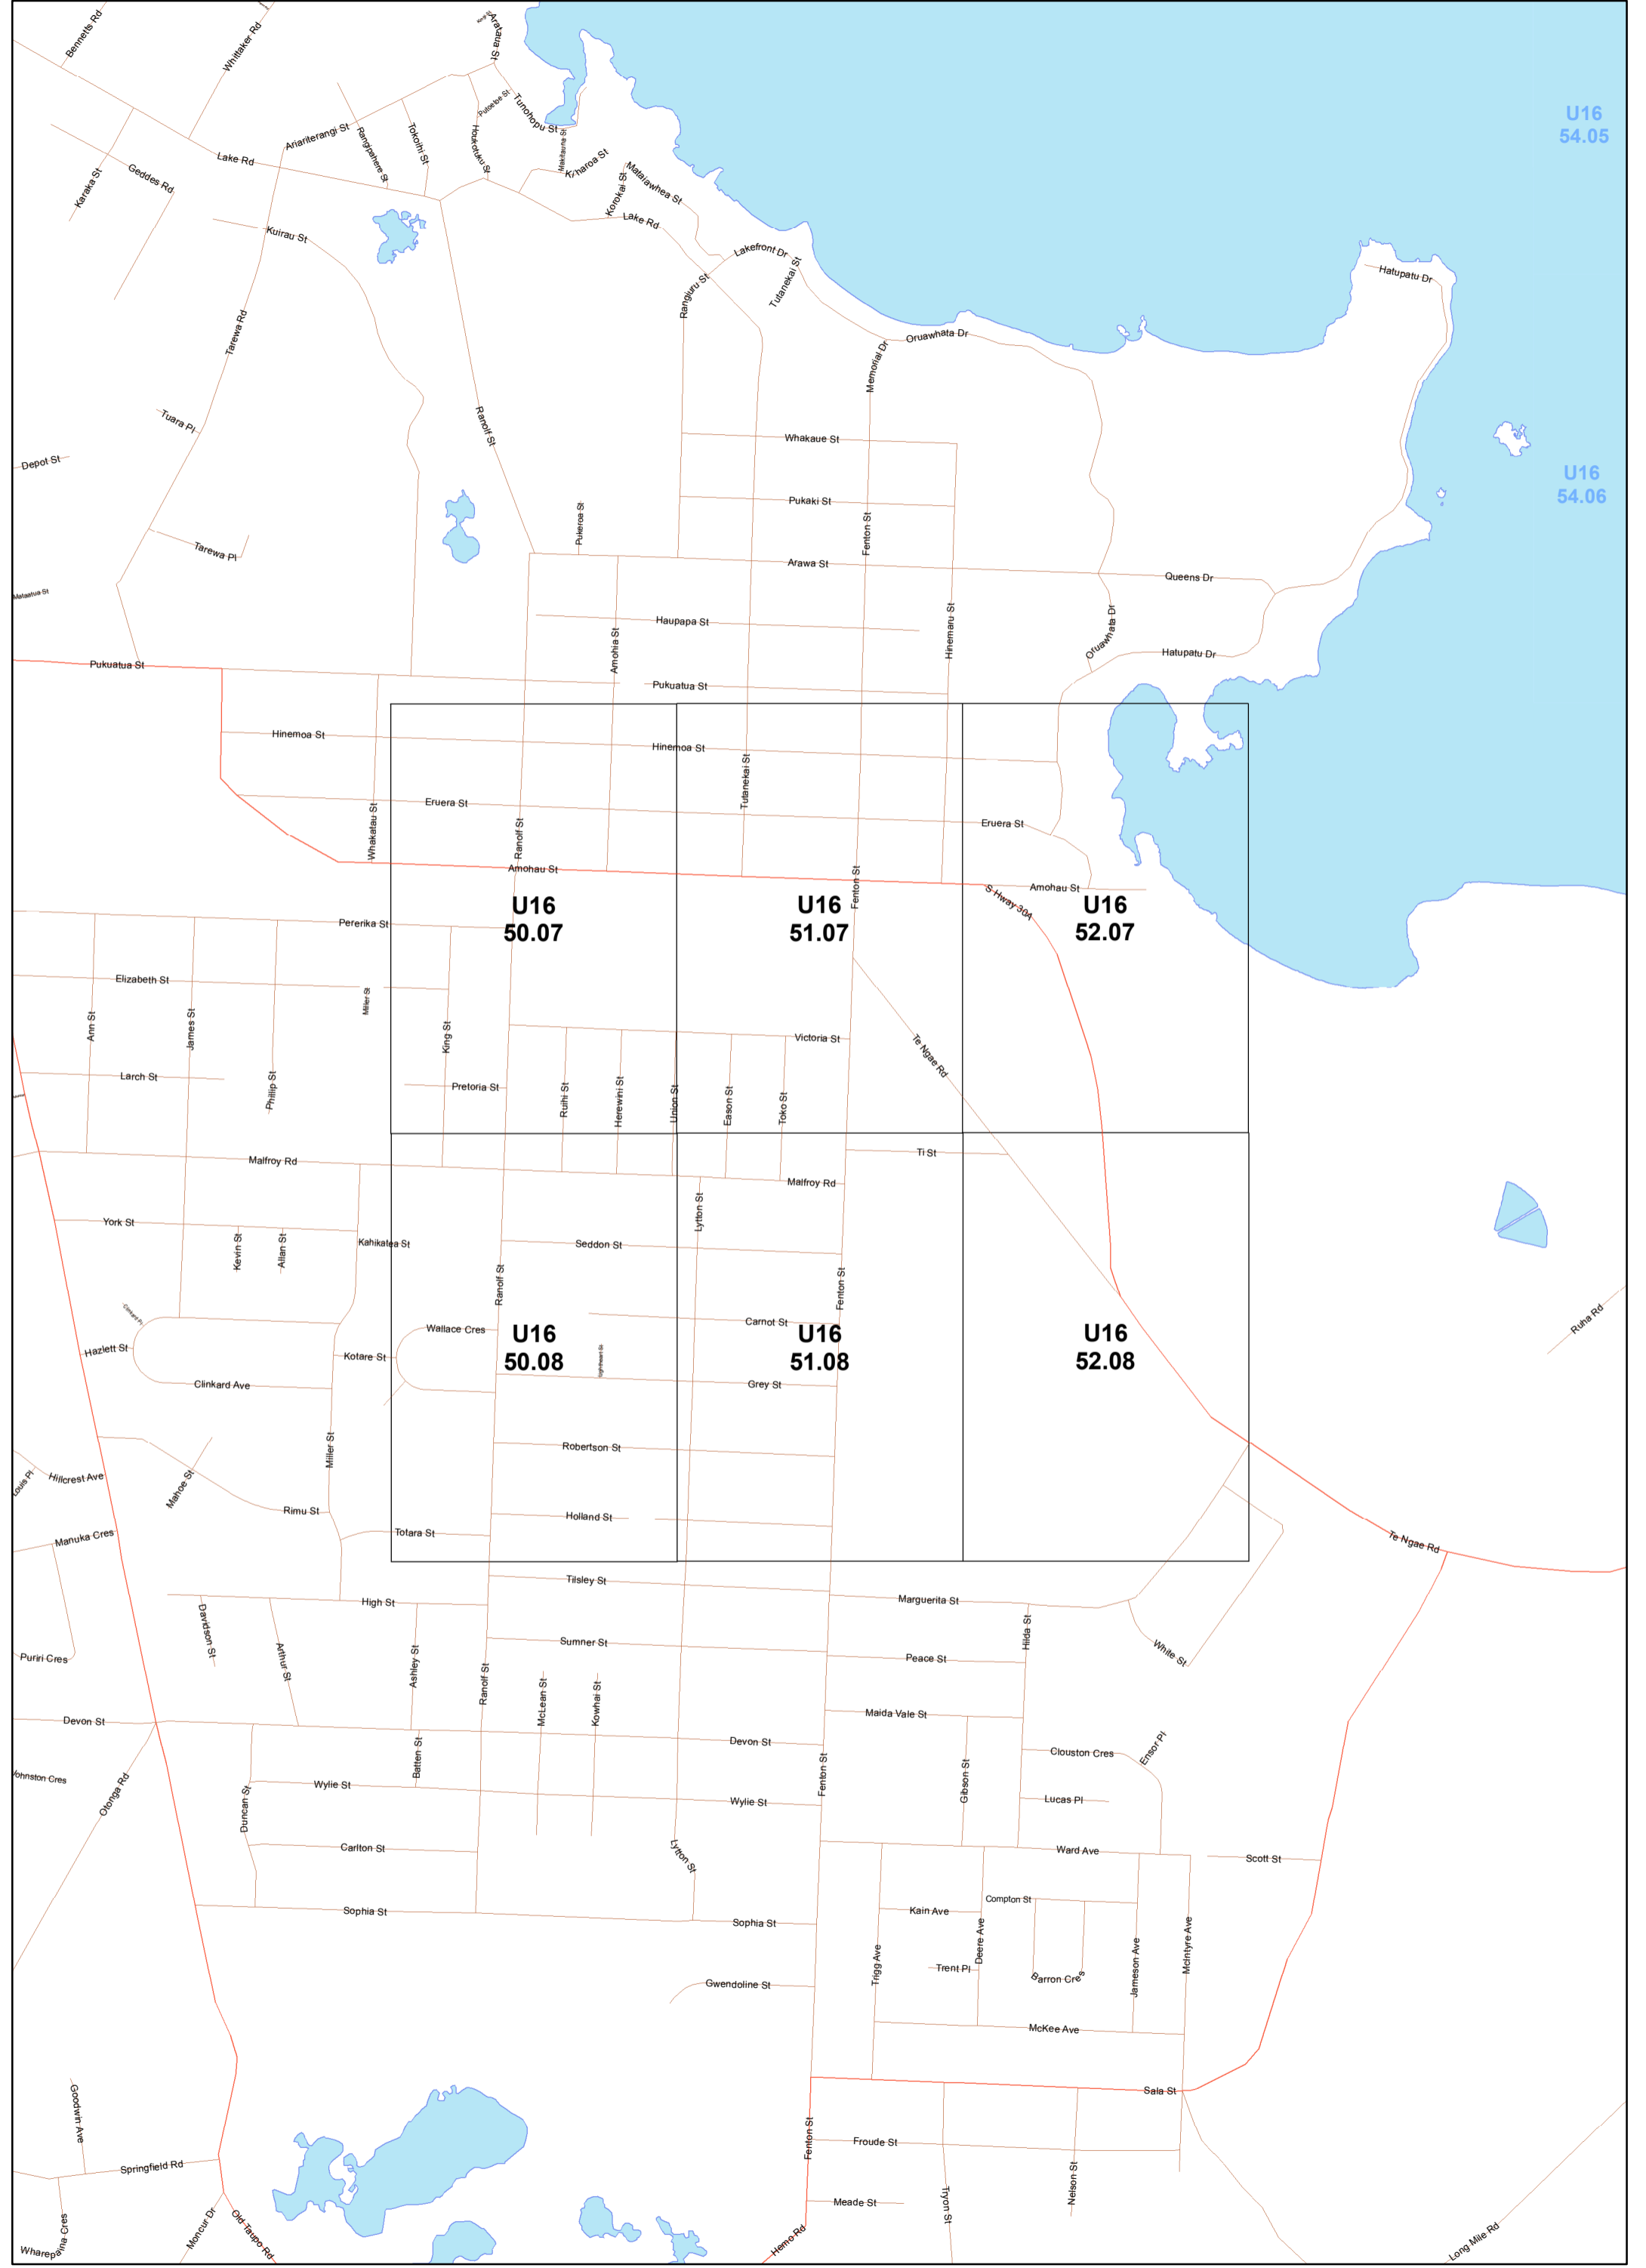 Bennetts Rd
Whittaker Rd
Arataua St
Tunohopu St
Houkotuku St
Makitauna St
Ariariterangi St
Rangipahere St
Tokoihi St
Lake Rd
Karaka St
Geddes Rd
Kiharoa St
Korokai St
Mataiawhea St
Lake Rd
Kuirau St
Lakefront Dr
Tutanekai St
Rangiuru St
Hatupatu Dr
U16
54.05
Tarewa Rd
Oruawhata Dr
Memorial Dr
Tuara Pl
Ranolf St
Whakaue St
Depot St
U16
54.06
Pukaki St
Pukeroa St
Fenton St
Tarewa Pl
Arawa St
Queens Dr
Mataatua St
Haupapa St
Amohia St
Hinemaru St
Oruawhata Dr
Hatupatu Dr
Pukuatua St
Pukuatua St
Hinemoa St
Hinemoa St
Tutanekai St
Eruera St
Whakatau St
Ranolf St
Eruera St
Amohau St
Fenton St
Amohau St
S Hway 30A
U16
50.07
U16
51.07
U16
52.07
Pererika St
Elizabeth St
Miller St
Ann St
James St
King St
Victoria St
Te Ngae Rd
Larch St
Phillip St
Pretoria St
Ruihi St
Herewini St
Union St
Eason St
Toko St
Malfroy Rd
Ti St
Malfroy Rd
Lytton St
York St
Kevin St
Allan St
Kahikatea St
Seddon St
Ranolf St
Fenton St
Clinkard Pl
Hazlett St
Kotare St
Wallace Cres
Carnot St
U16
50.08
U16
51.08
U16
52.08
Ruha Rd
Clinkard Ave
Grey St
Miller St
Robertson St
Louis Pl
Hillcrest Ave
Mahoe St
Rimu St
Holland St
Totara St
Manuka Cres
Te Ngae Rd
Tilsley St
High St
Marguerita St
Davidson St
Arthur St
Ashley St
Sumner St
Hilda St
Peace St
White St
Puriri Cres
Ranolf St
McLean St
Kowhai St
Devon St
Maida Vale St
Devon St
Batten St
Clouston Cres
Ensor Pl
Johnston Cres
Otonga Rd
Wylie St
Wylie St
Fenton St
Gibson St
Lucas Pl
Duncan St
Carlton St
Lytton St
Ward Ave
Scott St
Sophia St
Sophia St
Kain Ave
Compton St
Trigg Ave
Deere Ave
Trent Pl
Barron Cres
Jameson Ave
McIntyre Ave
Gwendoline St
McKee Ave
Sala St
Goodwin Ave
Springfield Rd
Fenton St
Froude St
Nelson St
Meade St
Tryon St
Wharepaina Cres
Moncur Dr
Old Taupo Rd
Hemo Rd
Long Mile Rd